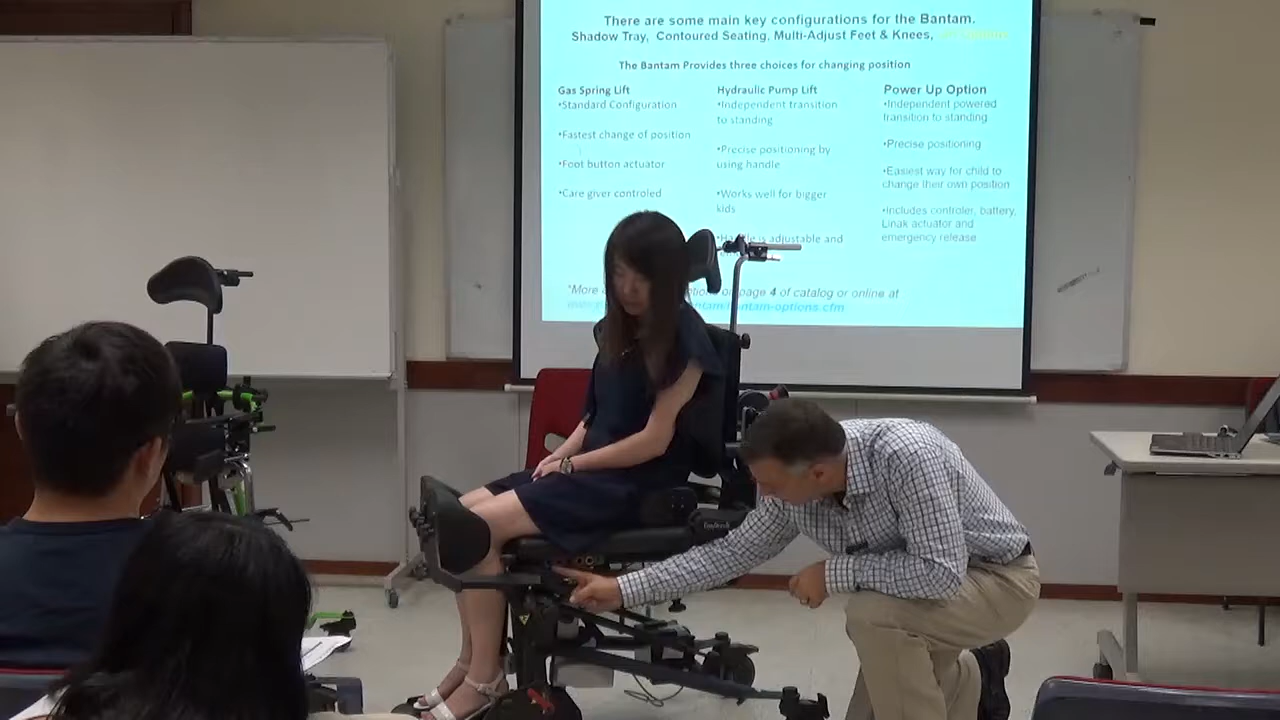 There are some main key configurations for the Bantam.
Shadow Tray, Contoured Seating, Multi-Adjust Feet & Knees,
The Bantam Provides three choices for changing position
Gas Spring Lift
•Standard Configuration
•Fastest change of position
•Foot button actuator
•Care giver controled
Hydraulic Pump Lift
•Independent transition
to standing
•Precise positioning by
using handle
•Works well for bigger
kids
is adjustable and
Power Up Option
•Independent powered
transition to standing
•Precise positioning
•Easiest way for child to
change their own position
•Includes controler, battery,
Linak actuator and
emergency release
*More
page 4 of catalog or online at